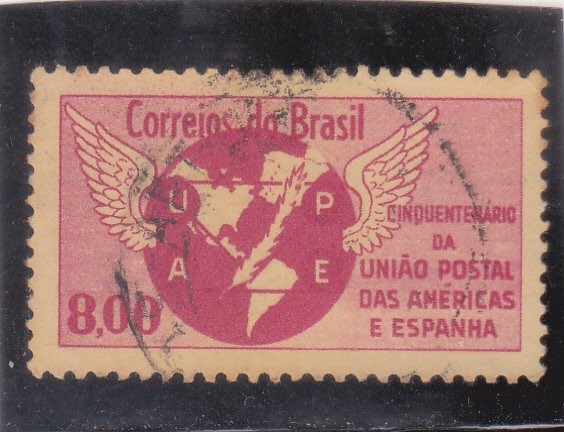 Correios do Brasil
U P
A E
CINQUENTENÁRIO
DA
UNIÃO POSTAL
DAS AMÉRICAS
E ESPANHA
8,00